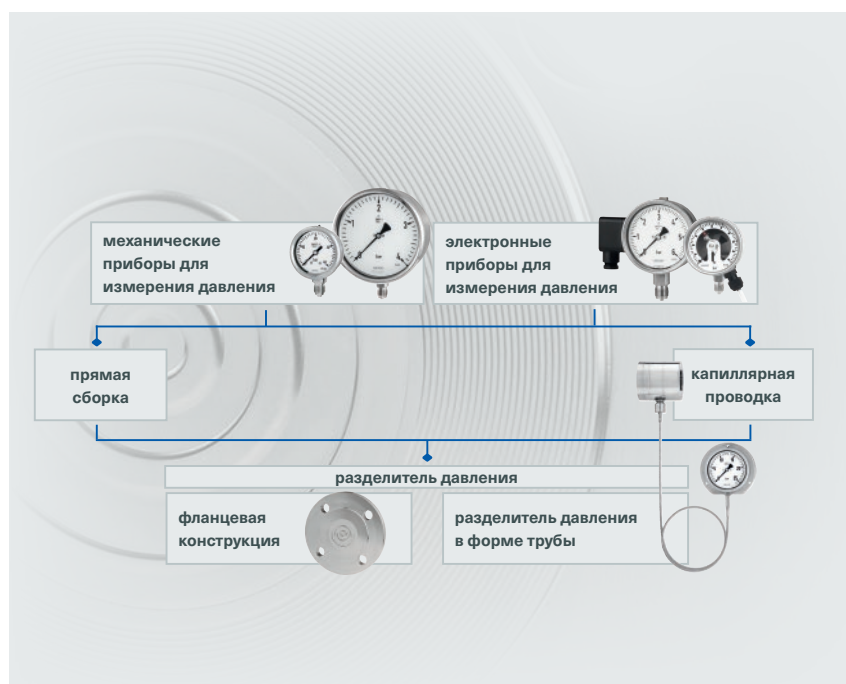 механические
приборы для
измерения давления
электронные
приборы для
измерения давления
прямая
сборка
капиллярная
проводка
разделитель давления
фланцевая
конструкция
разделитель давления
в форме трубы